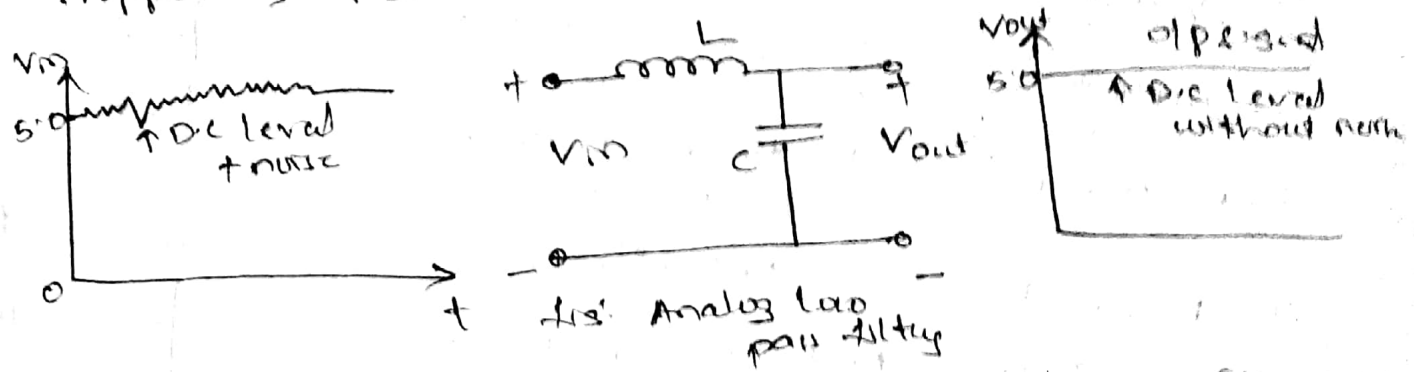 Vin
5.0
↑ DC level
+ noise
0
t
L
+
+
Vin
C
Vout
-
-
fig: Analog low
pass filter
Vout
o/p signal
5.0
↑ D.C level
without